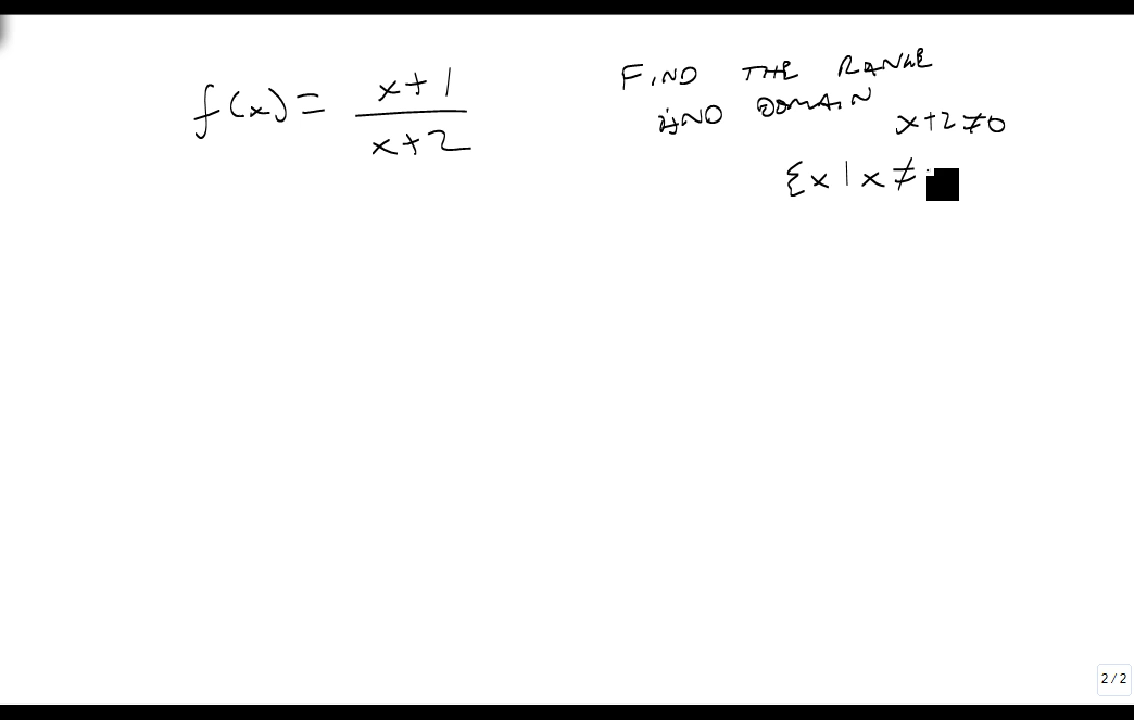 f(x) = x+1 / x+2
FIND THE RANGE
AND DOMAIN
x+2≠0
{x | x ≠
2/2